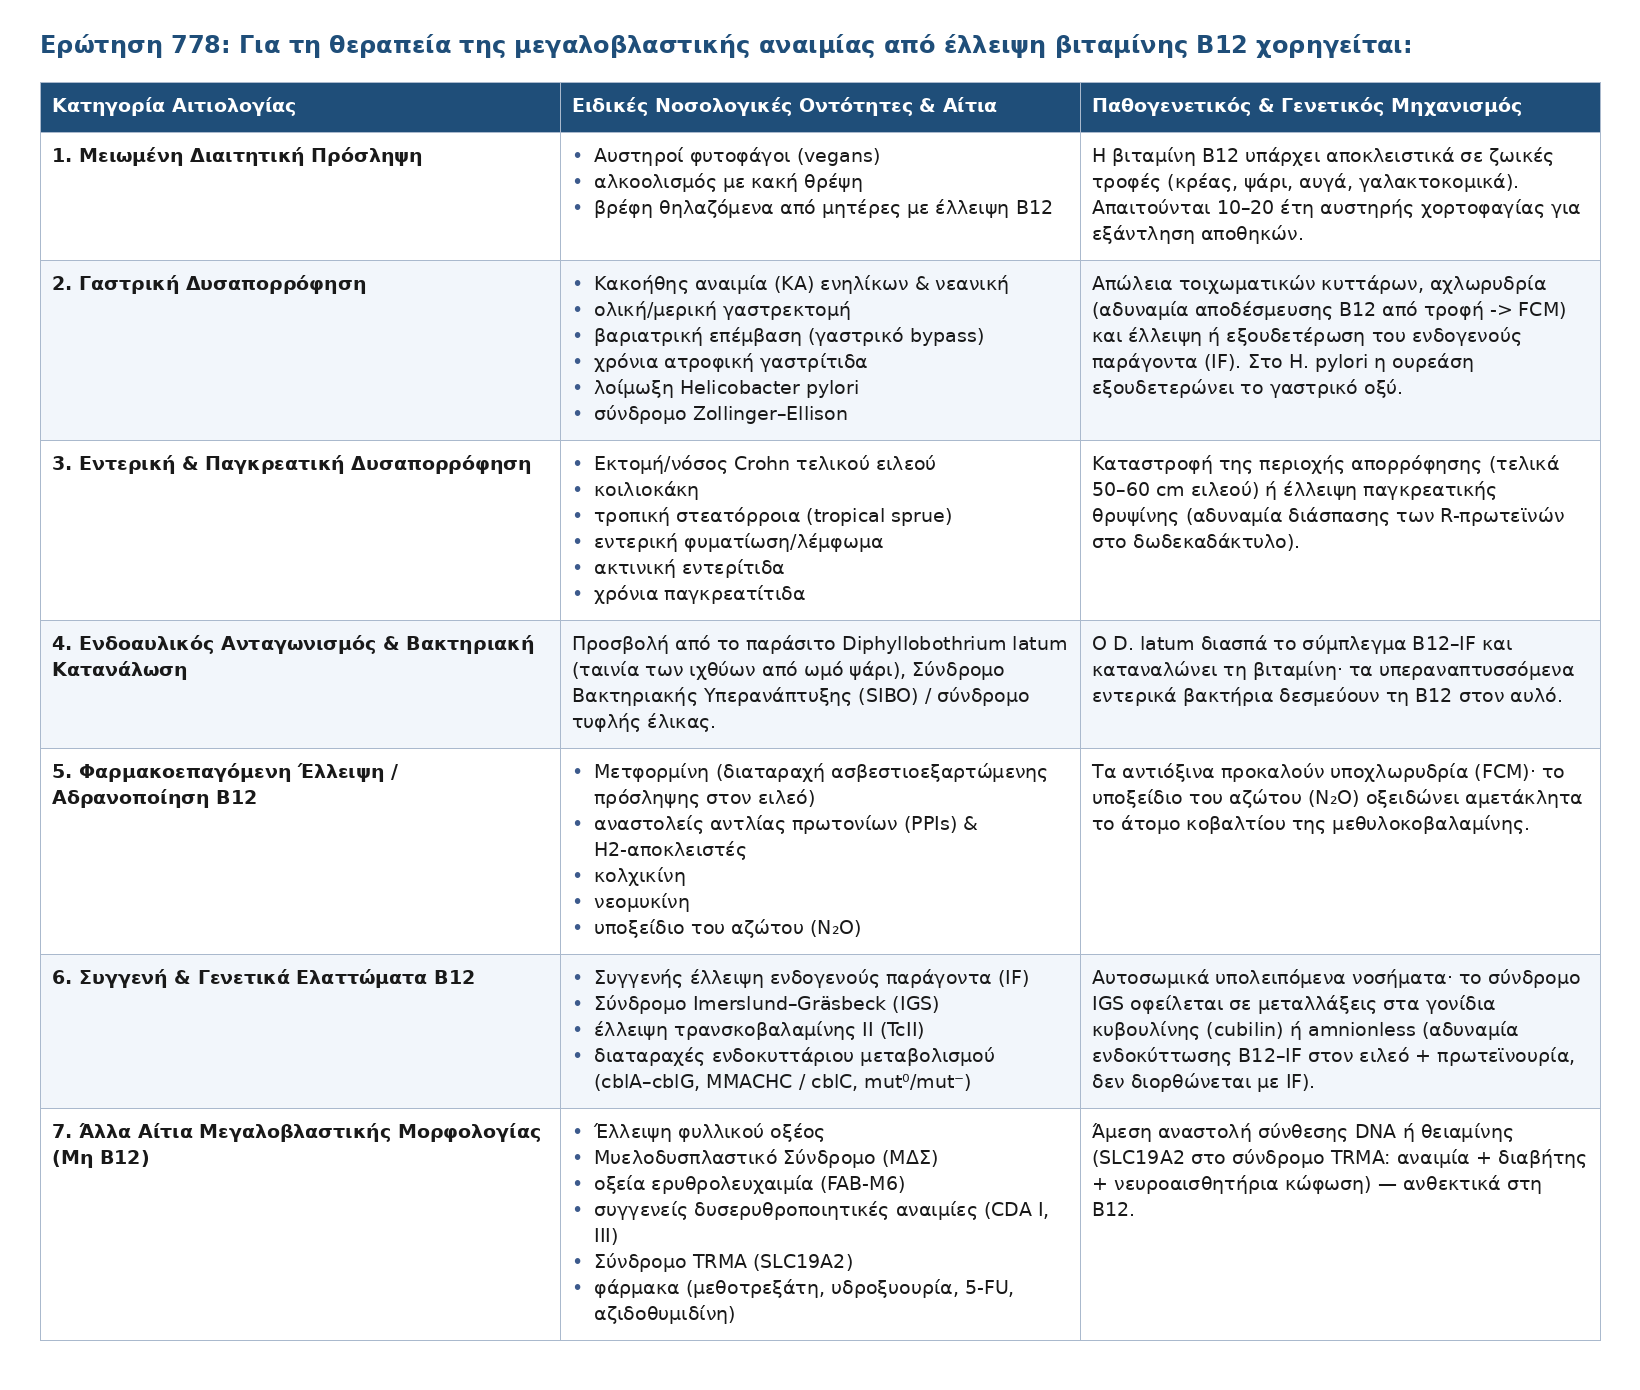 Ερώτηση 778: Για τη θεραπεία της μεγαλοβλαστικής αναιμίας από έλλειψη βιταμίνης Β12 χορηγείται:
Κατηγορία Αιτιολογίας
Ειδικές Νοσολογικές Οντότητες & Αίτια
Παθογενετικός & Γενετικός Μηχανισμός
1. Μειωμένη Διαιτητική Πρόσληψη
• Αυστηροί φυτοφάγοι (vegans)
• αλκοολισμός με κακή θρέψη
• βρέφη θηλαζόμενα από μητέρες με έλλειψη Β12
Η βιταμίνη Β12 υπάρχει αποκλειστικά σε ζωικές
τροφές (κρέας, ψάρι, αυγά, γαλακτοκομικά).
Απαιτούνται 10–20 έτη αυστηρής χορτοφαγίας για
εξάντληση αποθηκών.
2. Γαστρική Δυσαπορρόφηση
• Κακοήθης αναιμία (ΚΑ) ενηλίκων & νεανική
• ολική/μερική γαστρεκτομή
• βαριατρική επέμβαση (γαστρικό bypass)
• χρόνια ατροφική γαστρίτιδα
• λοίμωξη Helicobacter pylori
• σύνδρομο Zollinger–Ellison
Απώλεια τοιχωματικών κυττάρων, αχλωρυδρία
(αδυναμία αποδέσμευσης Β12 από τροφή -> FCM)
και έλλειψη ή εξουδετέρωση του ενδογενούς
παράγοντα (IF). Στο H. pylori η ουρεάση
εξουδετερώνει το γαστρικό οξύ.
3. Εντερική & Παγκρεατική Δυσαπορρόφηση
• Εκτομή/νόσος Crohn τελικού ειλεού
• κοιλιοκάκη
• τροπική στεατόρροια (tropical sprue)
• εντερική φυματίωση/λέμφωμα
• ακτινική εντερίτιδα
• χρόνια παγκρεατίτιδα
Καταστροφή της περιοχής απορρόφησης (τελικά
50–60 cm ειλεού) ή έλλειψη παγκρεατικής
θρυψίνης (αδυναμία διάσπασης των R-πρωτεϊνών
στο δωδεκαδάκτυλο).
4. Ενδοαυλικός Ανταγωνισμός & Βακτηριακή
Κατανάλωση
Προσβολή από το παράσιτο Diphyllobothrium latum
(ταινία των ιχθύων από ωμό ψάρι), Σύνδρομο
Βακτηριακής Υπερανάπτυξης (SIBO) / σύνδρομο
τυφλής έλικας.
Ο D. latum διασπά το σύμπλεγμα Β12–IF και
καταναλώνει τη βιταμίνη· τα υπεραναπτυσσόμενα
εντερικά βακτήρια δεσμεύουν τη Β12 στον αυλό.
5. Φαρμακοεπαγόμενη Έλλειψη /
Αδρανοποίηση Β12
• Μετφορμίνη (διαταραχή ασβεστιοεξαρτώμενης
πρόσληψης στον ειλεό)
• αναστολείς αντλίας πρωτονίων (PPIs) &
H2-αποκλειστές
• κολχικίνη
• νεομυκίνη
• υποξείδιο του αζώτου (N₂O)
Τα αντιόξινα προκαλούν υποχλωρυδρία (FCM)· το
υποξείδιο του αζώτου (N₂O) οξειδώνει αμετάκλητα
το άτομο κοβαλτίου της μεθυλοκοβαλαμίνης.
6. Συγγενή & Γενετικά Ελαττώματα Β12
• Συγγενής έλλειψη ενδογενούς παράγοντα (IF)
• Σύνδρομο Imerslund–Gräsbeck (IGS)
• έλλειψη τρανσκοβαλαμίνης II (TcII)
• διαταραχές ενδοκυττάριου μεταβολισμού
(cblA–cblG, MMACHC / cblC, mut⁰/mut⁻)
Αυτοσωμικά υπολειπόμενα νοσήματα· το σύνδρομο
IGS οφείλεται σε μεταλλάξεις στα γονίδια
κυβουλίνης (cubilin) ή amnionless (αδυναμία
ενδοκύττωσης Β12–IF στον ειλεό + πρωτεϊνουρία,
δεν διορθώνεται με IF).
7. Άλλα Αίτια Μεγαλοβλαστικής Μορφολογίας
(Μη Β12)
• Έλλειψη φυλλικού οξέος
• Μυελοδυσπλαστικό Σύνδρομο (ΜΔΣ)
• οξεία ερυθρολευχαιμία (FAB-M6)
• συγγενείς δυσερυθροποιητικές αναιμίες (CDA I,
III)
• Σύνδρομο TRMA (SLC19A2)
• φάρμακα (μεθοτρεξάτη, υδροξυουρία, 5-FU,
αζιδοθυμιδίνη)
Άμεση αναστολή σύνθεσης DNA ή θειαμίνης
(SLC19A2 στο σύνδρομο TRMA: αναιμία + διαβήτης
+ νευροαισθητήρια κώφωση) — ανθεκτικά στη
Β12.